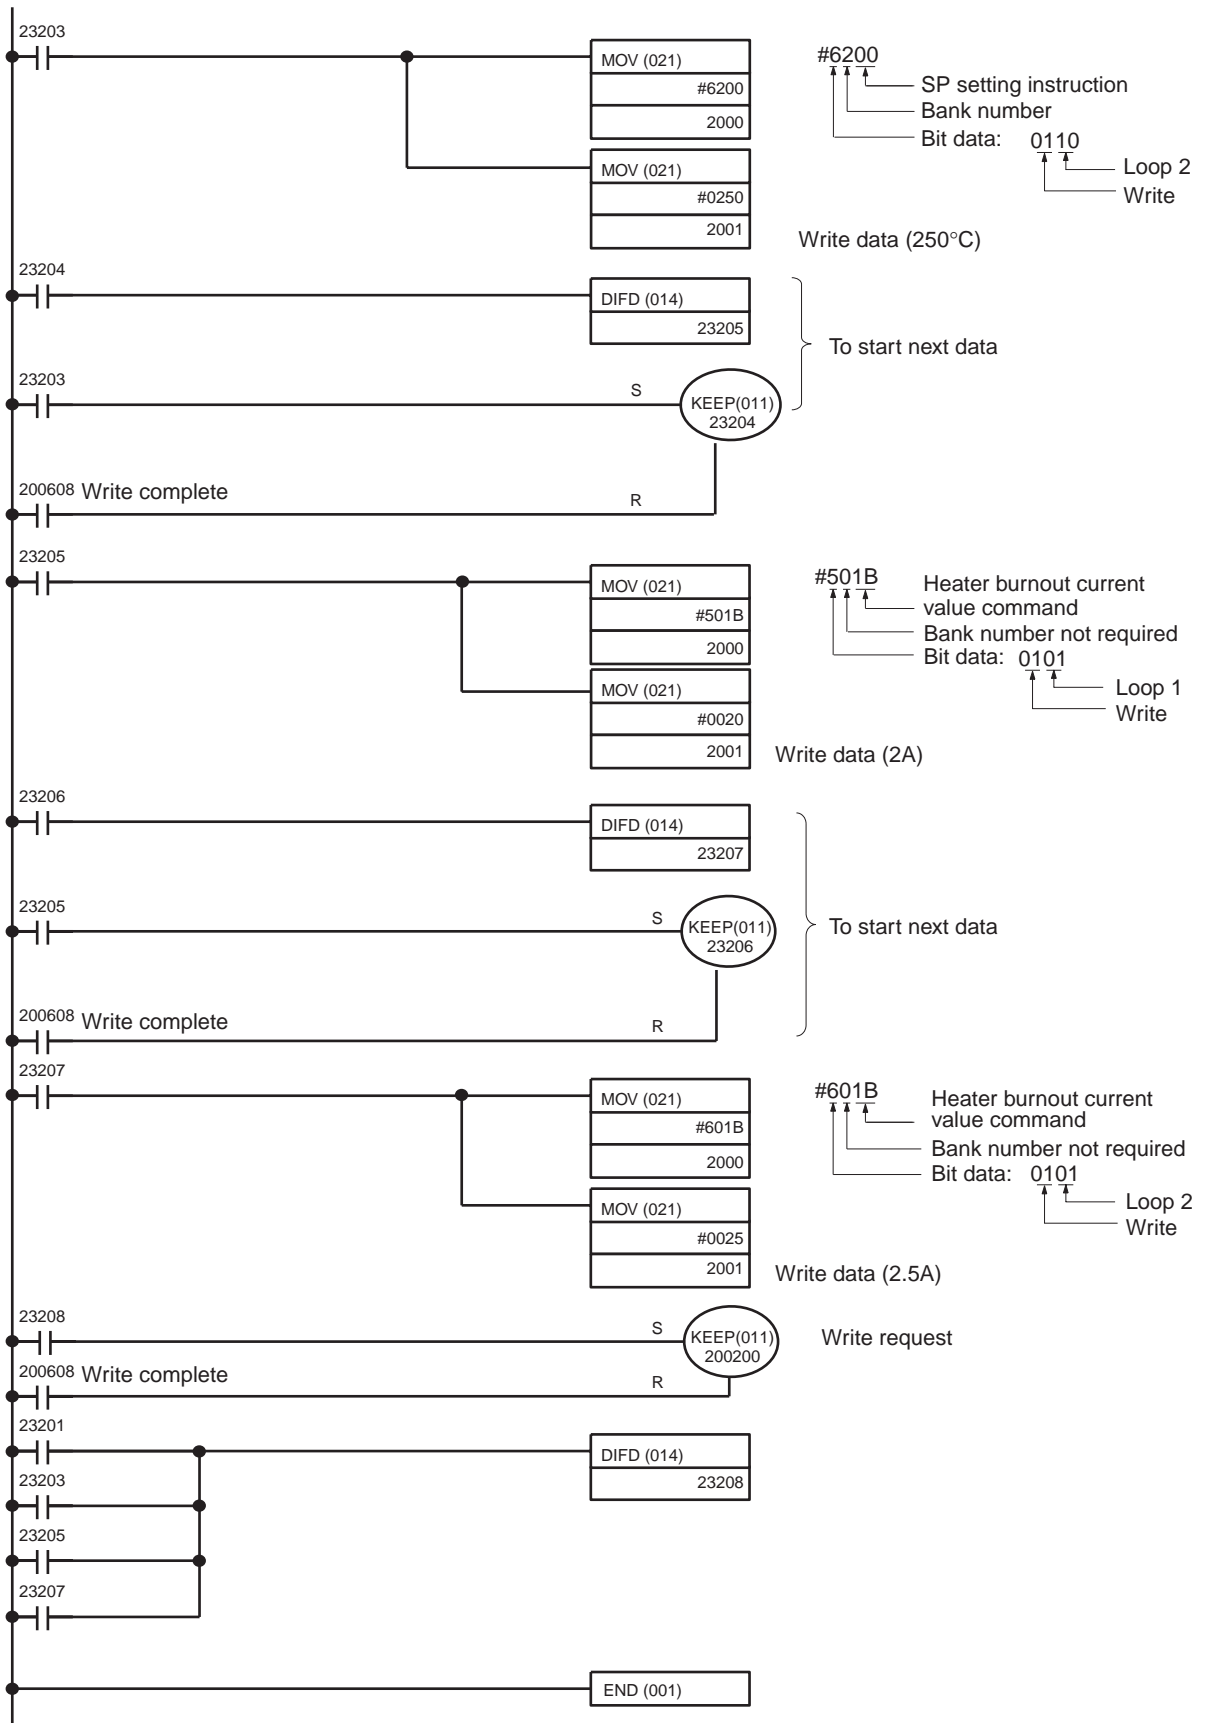 23203
MOV (021)
#6200
2000
#6200
SP setting instruction
Bank number
Bit data: 0110
Loop 2
Write
MOV (021)
#0250
2001
Write data (250°C)
23204
DIFD (014)
23205
To start next data
23203
S
KEEP(011)
23204
200608 Write complete
R
23205
MOV (021)
#501B
2000
#501B
Heater burnout current
value command
Bank number not required
Bit data: 0101
Loop 1
Write
MOV (021)
#0020
2001
Write data (2A)
23206
DIFD (014)
23207
23205
S
KEEP(011)
23206
To start next data
200608 Write complete
R
23207
MOV (021)
#601B
2000
#601B
Heater burnout current
value command
Bank number not required
Bit data: 0101
Loop 2
Write
MOV (021)
#0025
2001
Write data (2.5A)
23208
S
KEEP(011)
200200
Write request
200608 Write complete
R
23201
DIFD (014)
23208
23203
23205
23207
END (001)